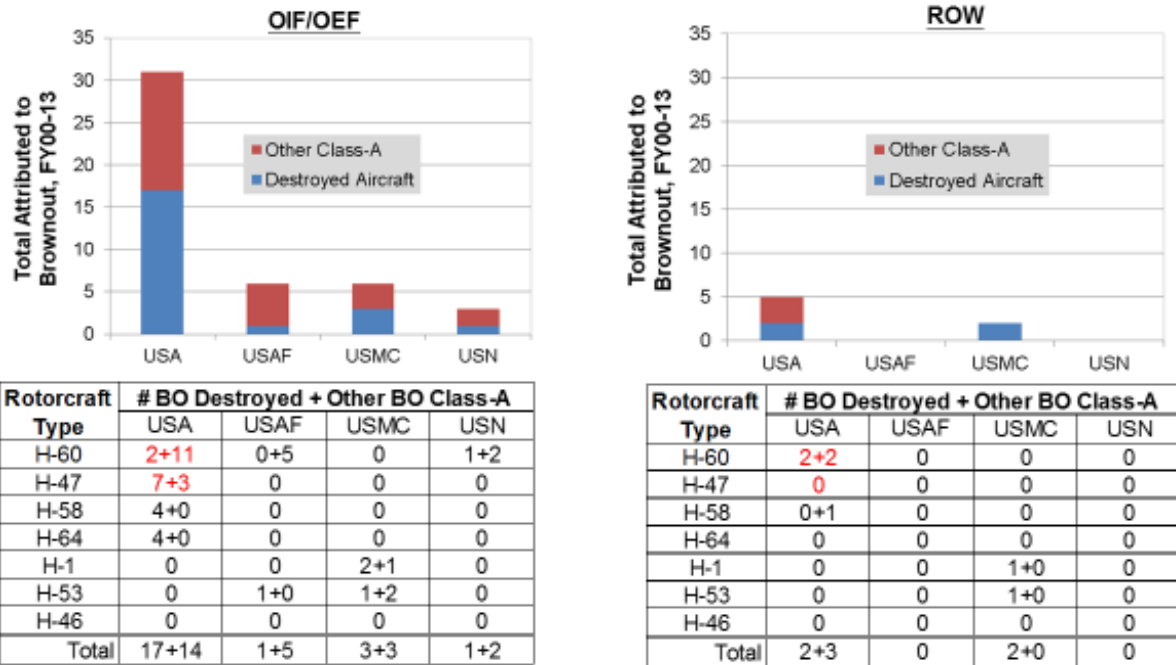 OIF/OEF
Total Attributed to
Brownout, FY00-13
35
30
25
20
15
10
5
0
Other Class-A
Destroyed Aircraft
USA USAF USMC USN
Rotorcraft # BO Destroyed + Other BO Class-A
Type USA USAF USMC USN
H-60 2+11 0+5 0 1+2
H-47 7+3 0 0 0
H-58 4+0 0 0 0
H-64 4+0 0 0 0
H-1 0 0 2+1 0
H-53 0 1+0 1+2 0
H-46 0 0 0 0
Total 17+14 1+5 3+3 1+2
ROW
Total Attributed to
Brownout, FY00-13
35
30
25
20
15
10
5
0
Other Class-A
Destroyed Aircraft
USA USAF USMC USN
Rotorcraft # BO Destroyed + Other BO Class-A
Type USA USAF USMC USN
H-60 2+2 0 0 0
H-47 0 0 0 0
H-58 0+1 0 0 0
H-64 0 0 0 0
H-1 0 0 1+0 0
H-53 0 0 1+0 0
H-46 0 0 0 0
Total 2+3 0 2+0 0